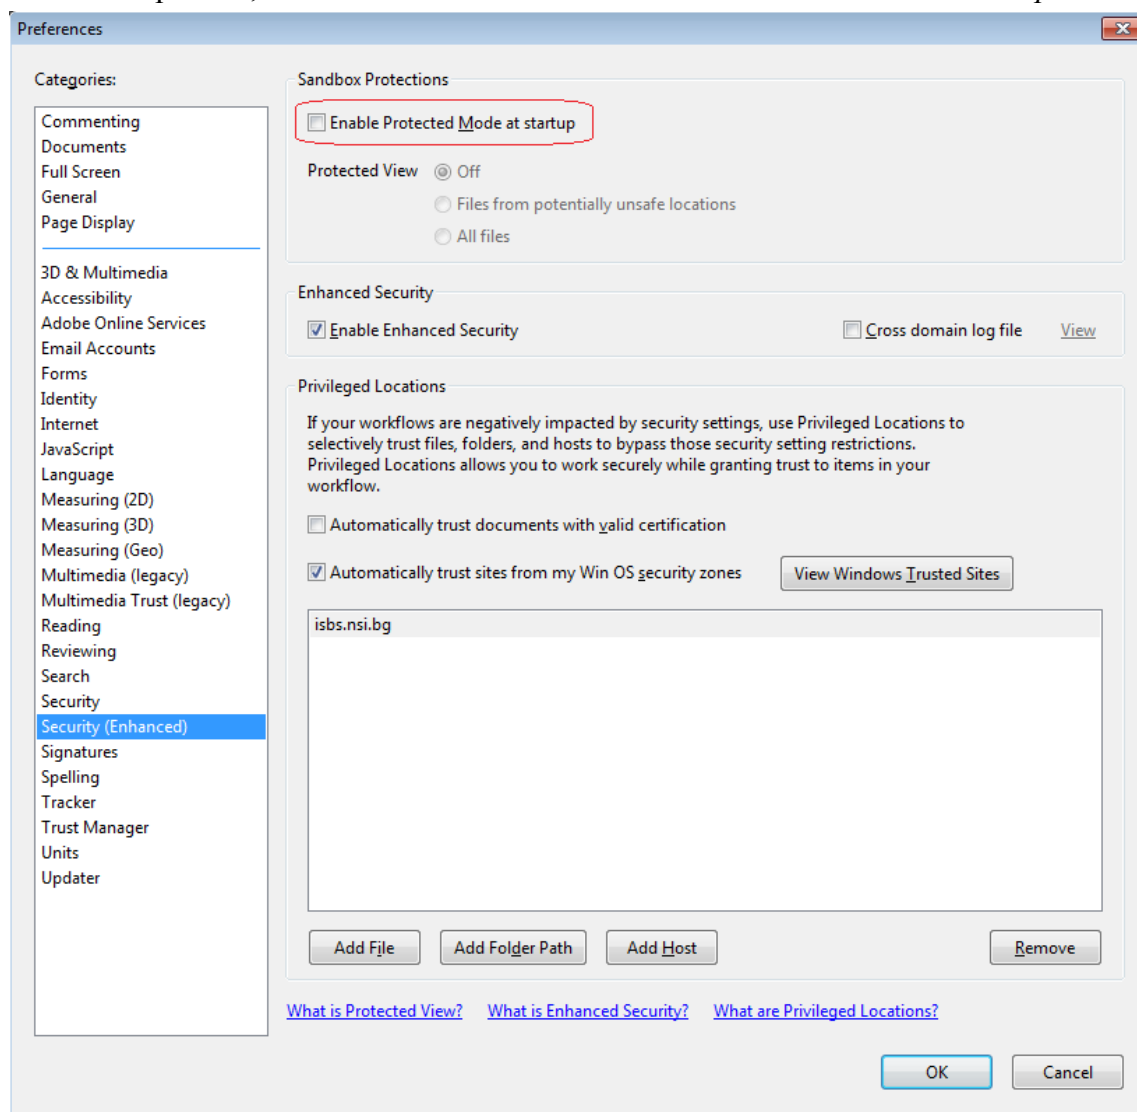 Preferences
Categories:
Commenting
Documents
Full Screen
General
Page Display
3D & Multimedia
Accessibility
Adobe Online Services
Email Accounts
Forms
Identity
Internet
JavaScript
Language
Measuring (2D)
Measuring (3D)
Measuring (Geo)
Multimedia (legacy)
Multimedia Trust (legacy)
Reading
Reviewing
Search
Security
Security (Enhanced)
Signatures
Spelling
Tracker
Trust Manager
Units
Updater
Sandbox Protections
Enable Protected Mode at startup
Protected View Off
Files from potentially unsafe locations
All files
Enhanced Security
Enable Enhanced Security Cross domain log file View
Privileged Locations
If your workflows are negatively impacted by security settings, use Privileged Locations to
selectively trust files, folders, and hosts to bypass those security setting restrictions.
Privileged Locations allows you to work securely while granting trust to items in your
workflow.
Automatically trust documents with valid certification
Automatically trust sites from my Win OS security zones View Windows Trusted Sites
isbs.nsi.bg
Add File Add Folder Path Add Host Remove
What is Protected View? What is Enhanced Security? What are Privileged Locations?
OK Cancel